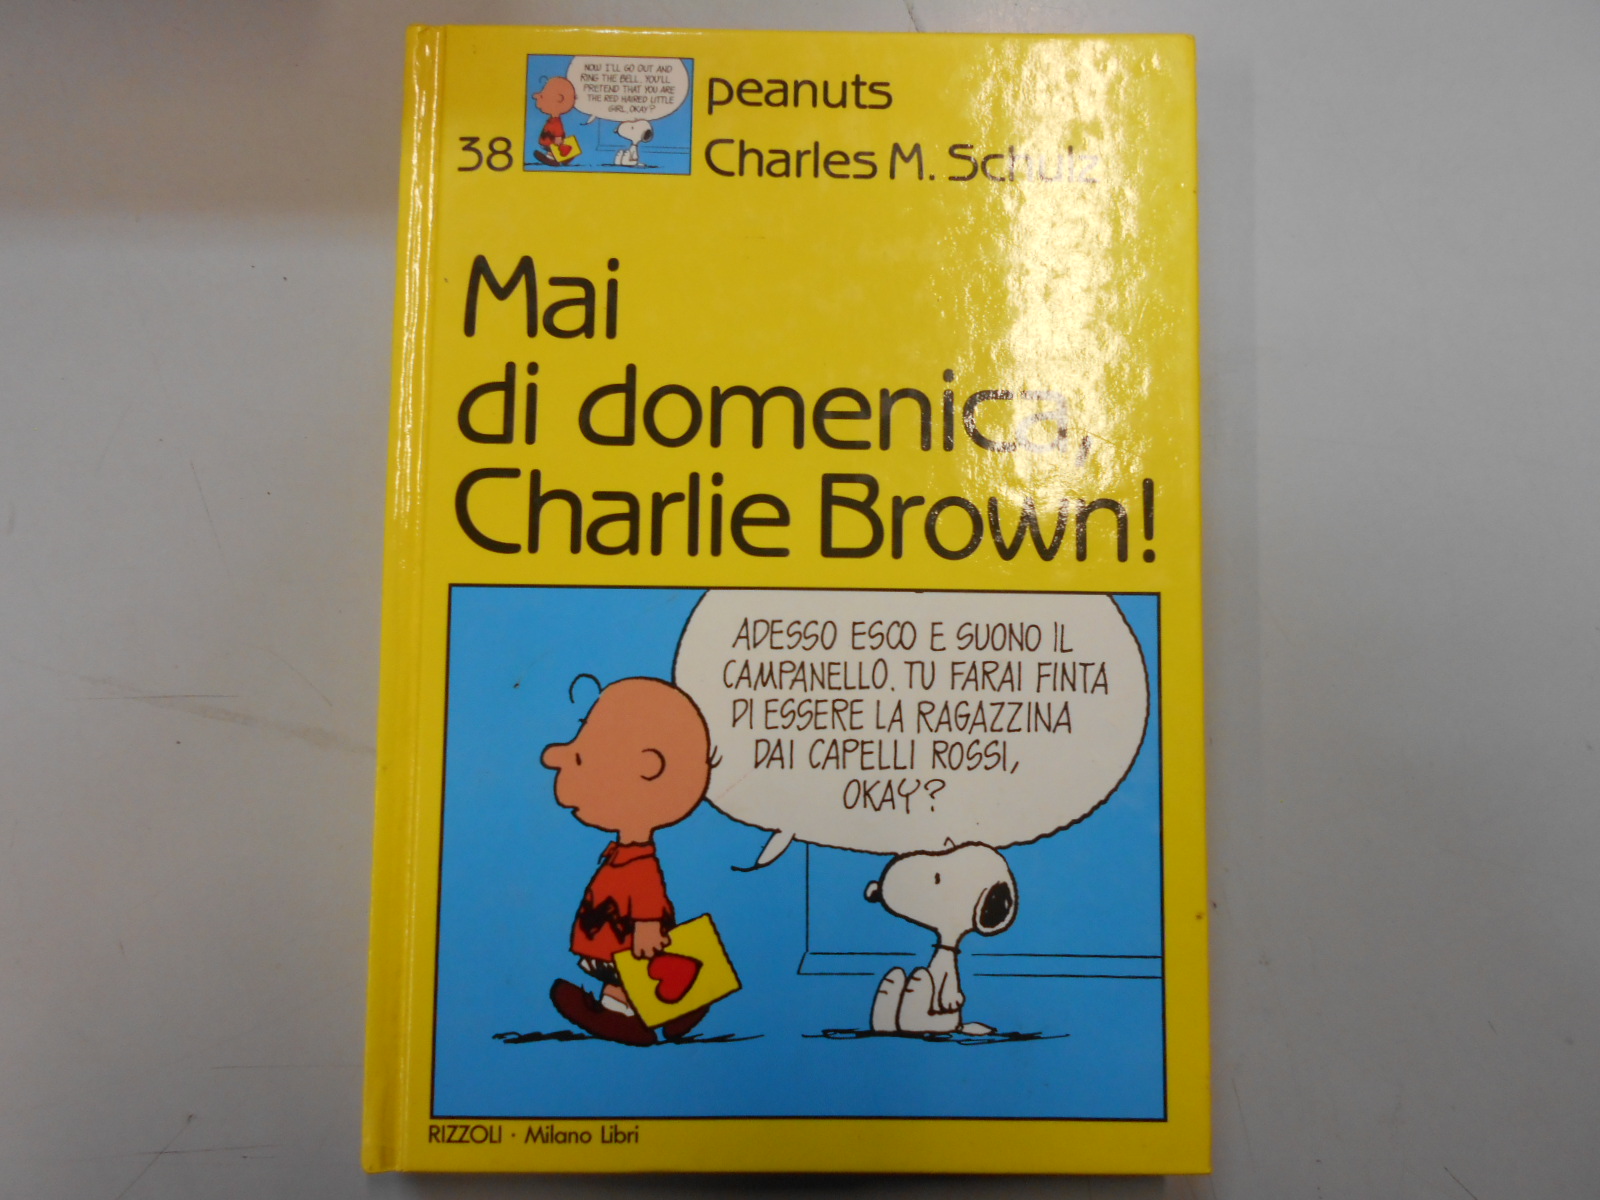 38
NOW I'LL GO OUT AND
RING THE BELL. YOU'LL
PRETEND THAT YOU ARE
THE RED HAIRED LITTLE
GIRL, OKAY?
peanuts
Charles M. Schulz
Mai
di domenica,
Charlie Brown!
ADESSO ESCO E SUONO IL
CAMPANELLO. TU FARAI FINTA
DI ESSERE LA RAGAZZINA
DAI CAPELLI ROSSI,
OKAY?
RIZZOLI · Milano Libri